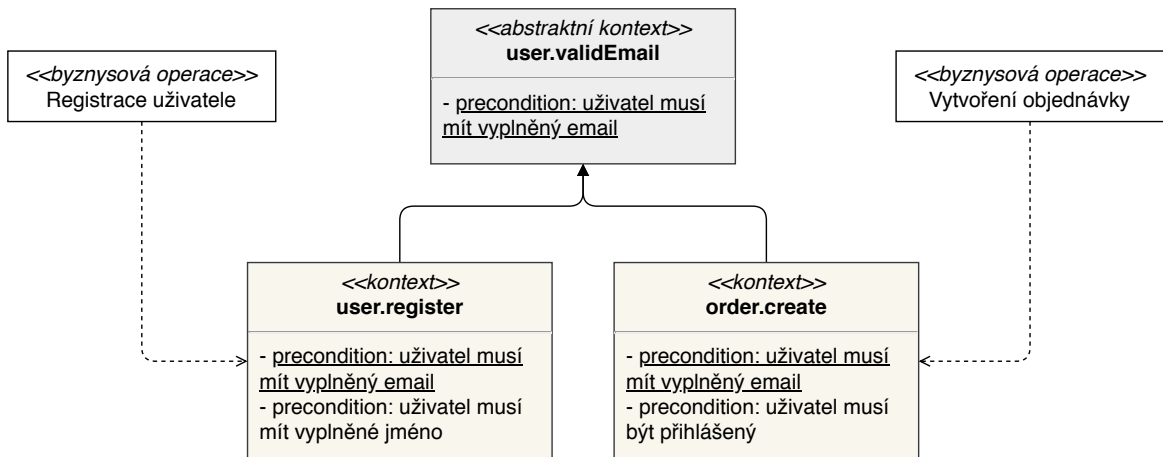 <<abstraktní kontext>>
user.validEmail
- precondition: uživatel musí
mít vyplněný email
<<byznysová operace>>
Registrace uživatele
<<byznysová operace>>
Vytvoření objednávky
<<kontext>>
user.register
- precondition: uživatel musí
mít vyplněný email
- precondition: uživatel musí
mít vyplněné jméno
<<kontext>>
order.create
- precondition: uživatel musí
mít vyplněný email
- precondition: uživatel musí
být přihlášený